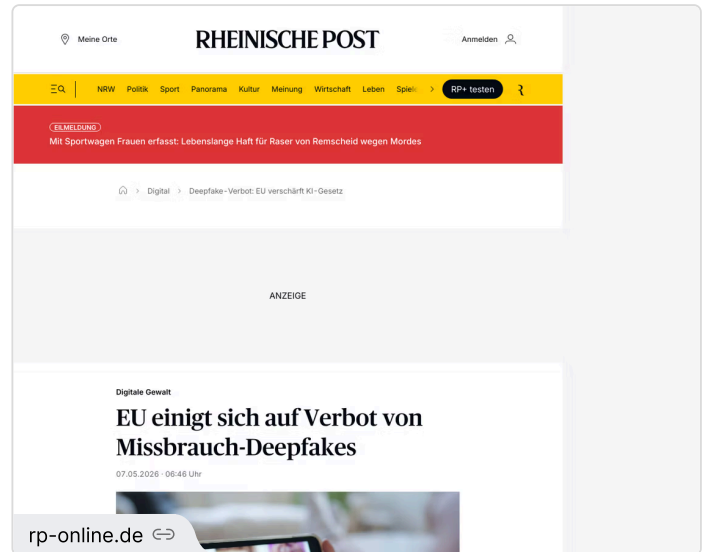 Meine Orte
RHEINISCHE POST
Anmelden
NRW Politik Sport Panorama Kultur Meinung Wirtschaft Leben Spiele
RP+ testen
EILMELDUNG
Mit Sportwagen Frauen erfasst: Lebenslange Haft für Raser von Remscheid wegen Mordes
Digital > Deepfake-Verbot: EU verschärft KI-Gesetz
ANZEIGE
Digitale Gewalt
EU einigt sich auf Verbot von
Missbrauch-Deepfakes
07.05.2026 · 06:46 Uhr
rp-online.de